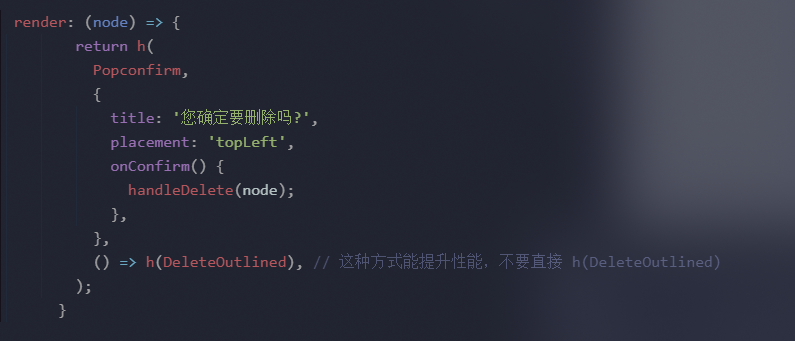 render: (node) => {
return h(
Popconfirm,
{
title: '您确定要删除吗?',
placement: 'topLeft',
onConfirm() {
handleDelete(node);
},
},
() => h(DeleteOutlined), // 这种方式能提升性能，不要直接 h(DeleteOutlined)
);
}